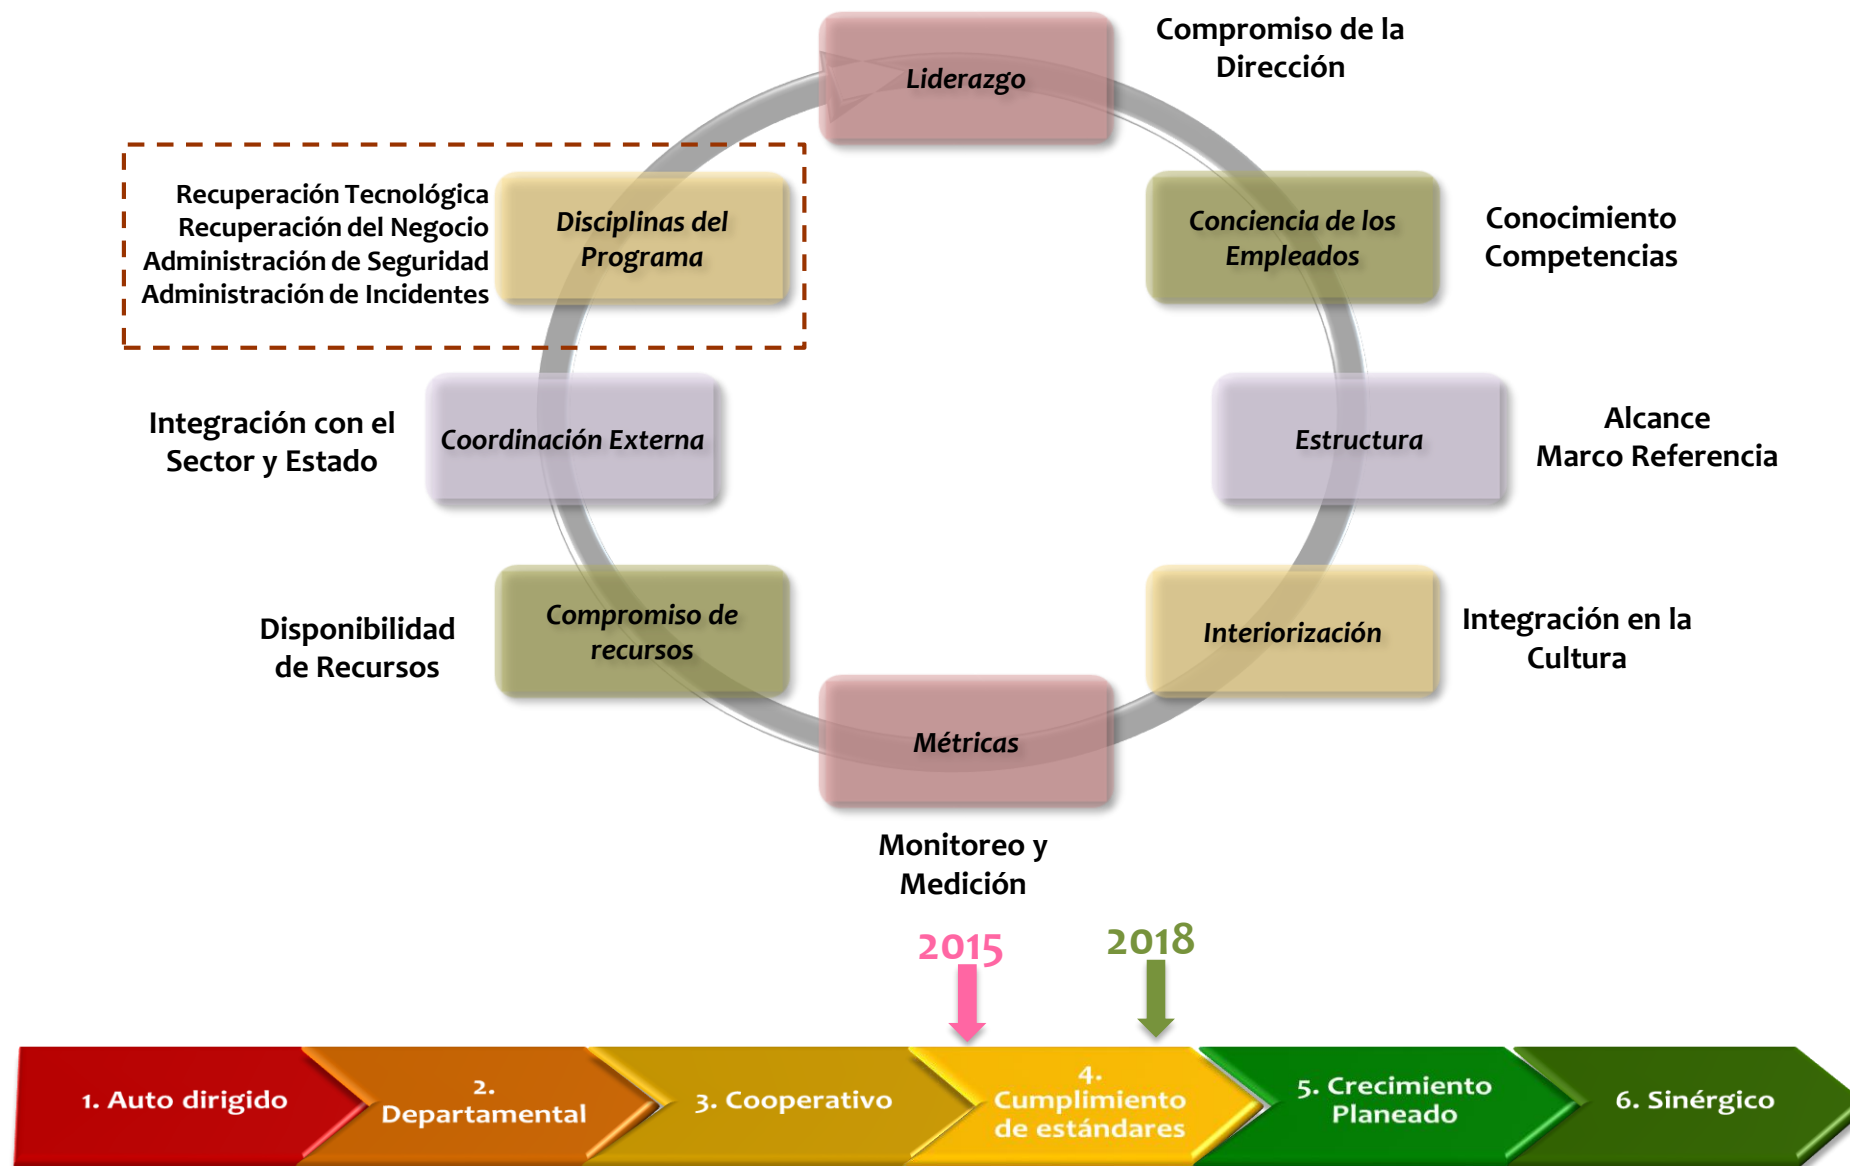 Liderazgo
Compromiso de la
Dirección
Conciencia de los
Empleados
Conocimiento
Competencias
Estructura
Alcance
Marco Referencia
Interiorización
Integración en la
Cultura
Métricas
Monitoreo y
Medición
Compromiso de
recursos
Disponibilidad
de Recursos
Coordinación Externa
Integración con el
Sector y Estado
Disciplinas del
Programa
Recuperación Tecnológica
Recuperación del Negocio
Administración de Seguridad
Administración de Incidentes
2015
2018
1. Auto dirigido
2.
Departamental
3. Cooperativo
4.
Cumplimiento
de estándares
5. Crecimiento
Planeado
6. Sinérgico